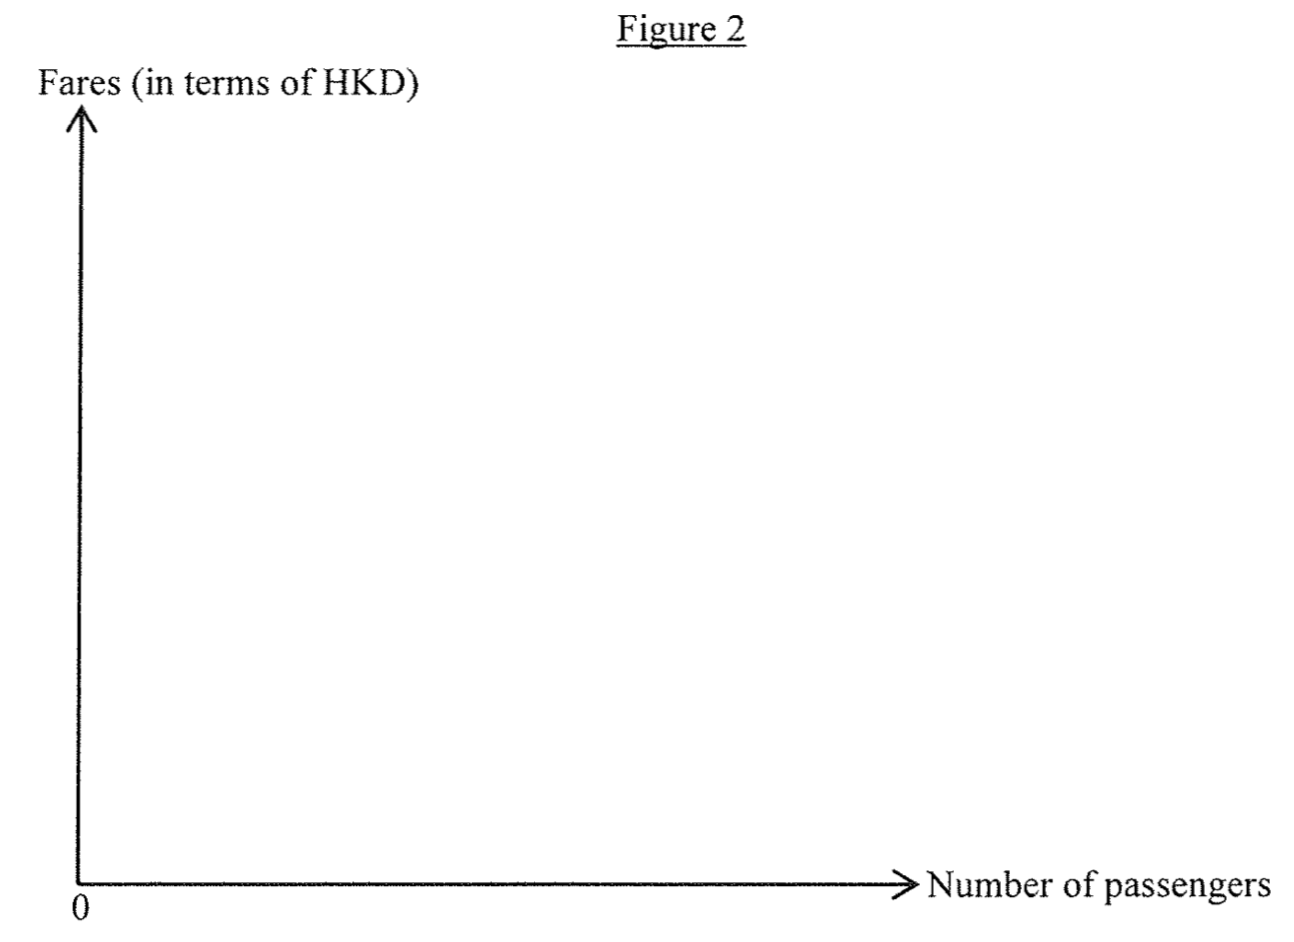 Figure 2
Fares (in terms of HKD)
Number of passengers
0